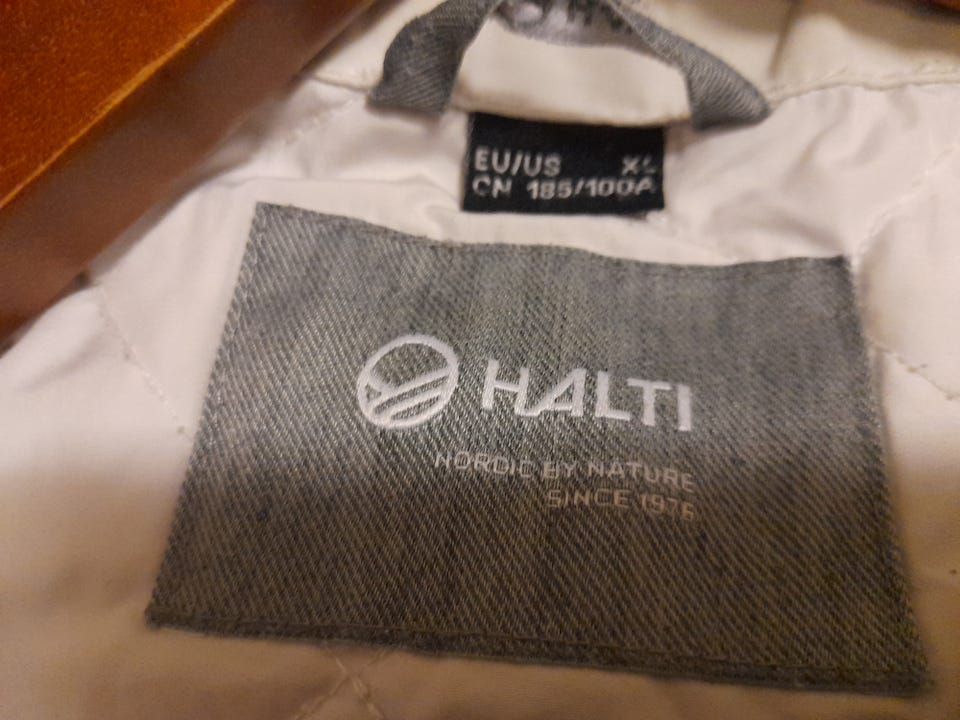 EU/US XL
CN 185/100A
HALTI
NORDIC BY NATURE
SINCE 1976